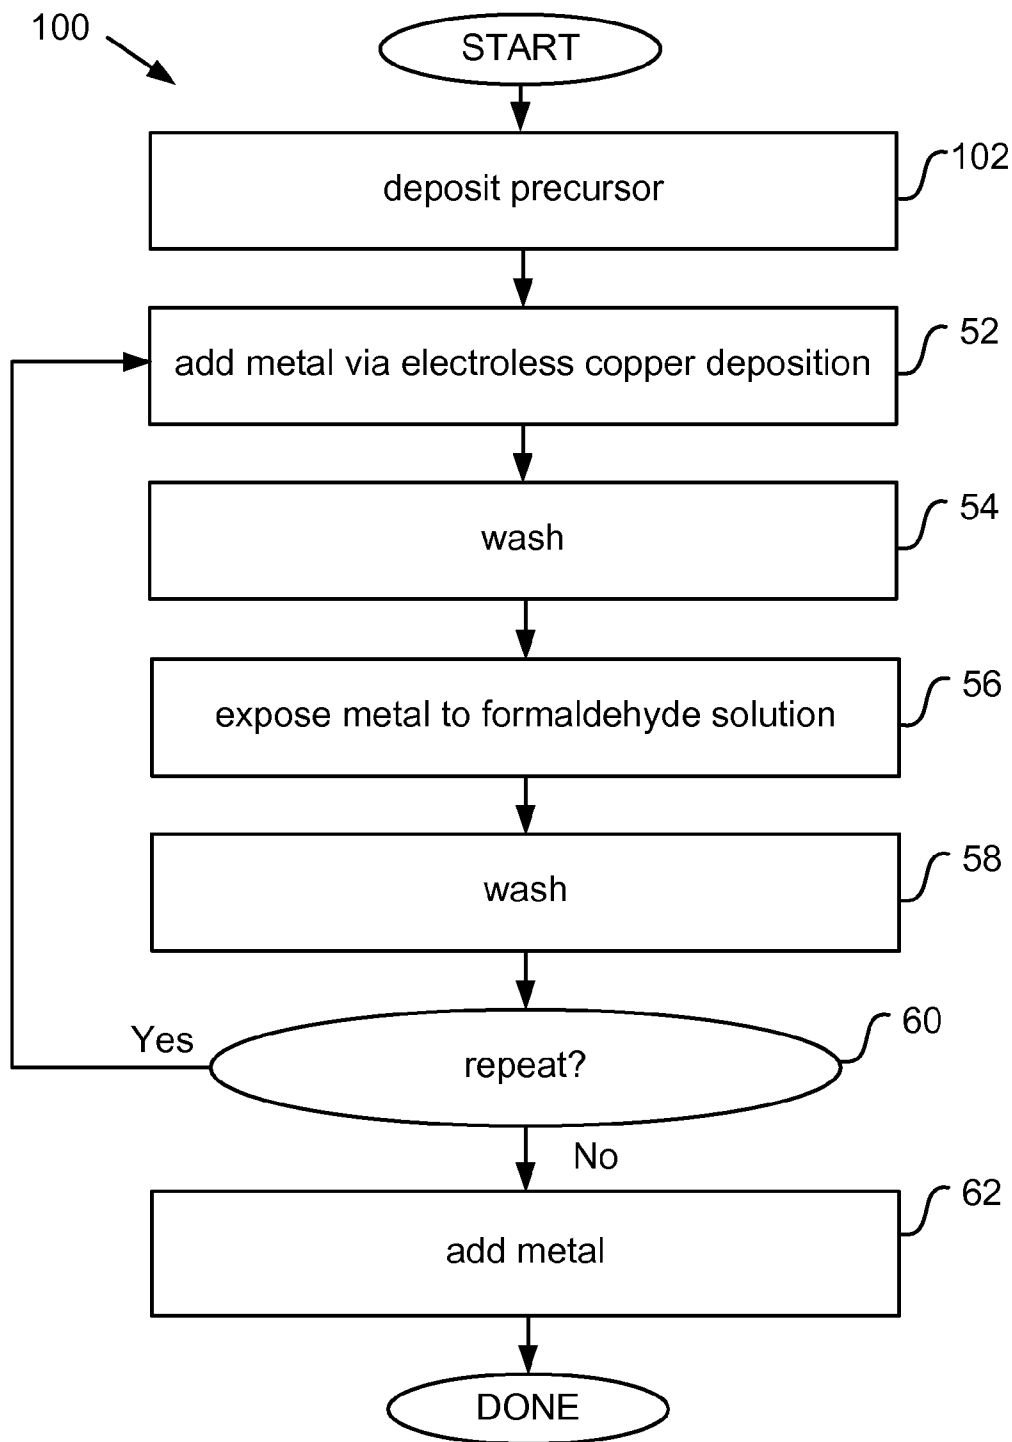 100
START
deposit precursor
102
add metal via electroless copper deposition
52
wash
54
expose metal to formaldehyde solution
56
wash
58
Yes
repeat?
60
No
add metal
62
DONE